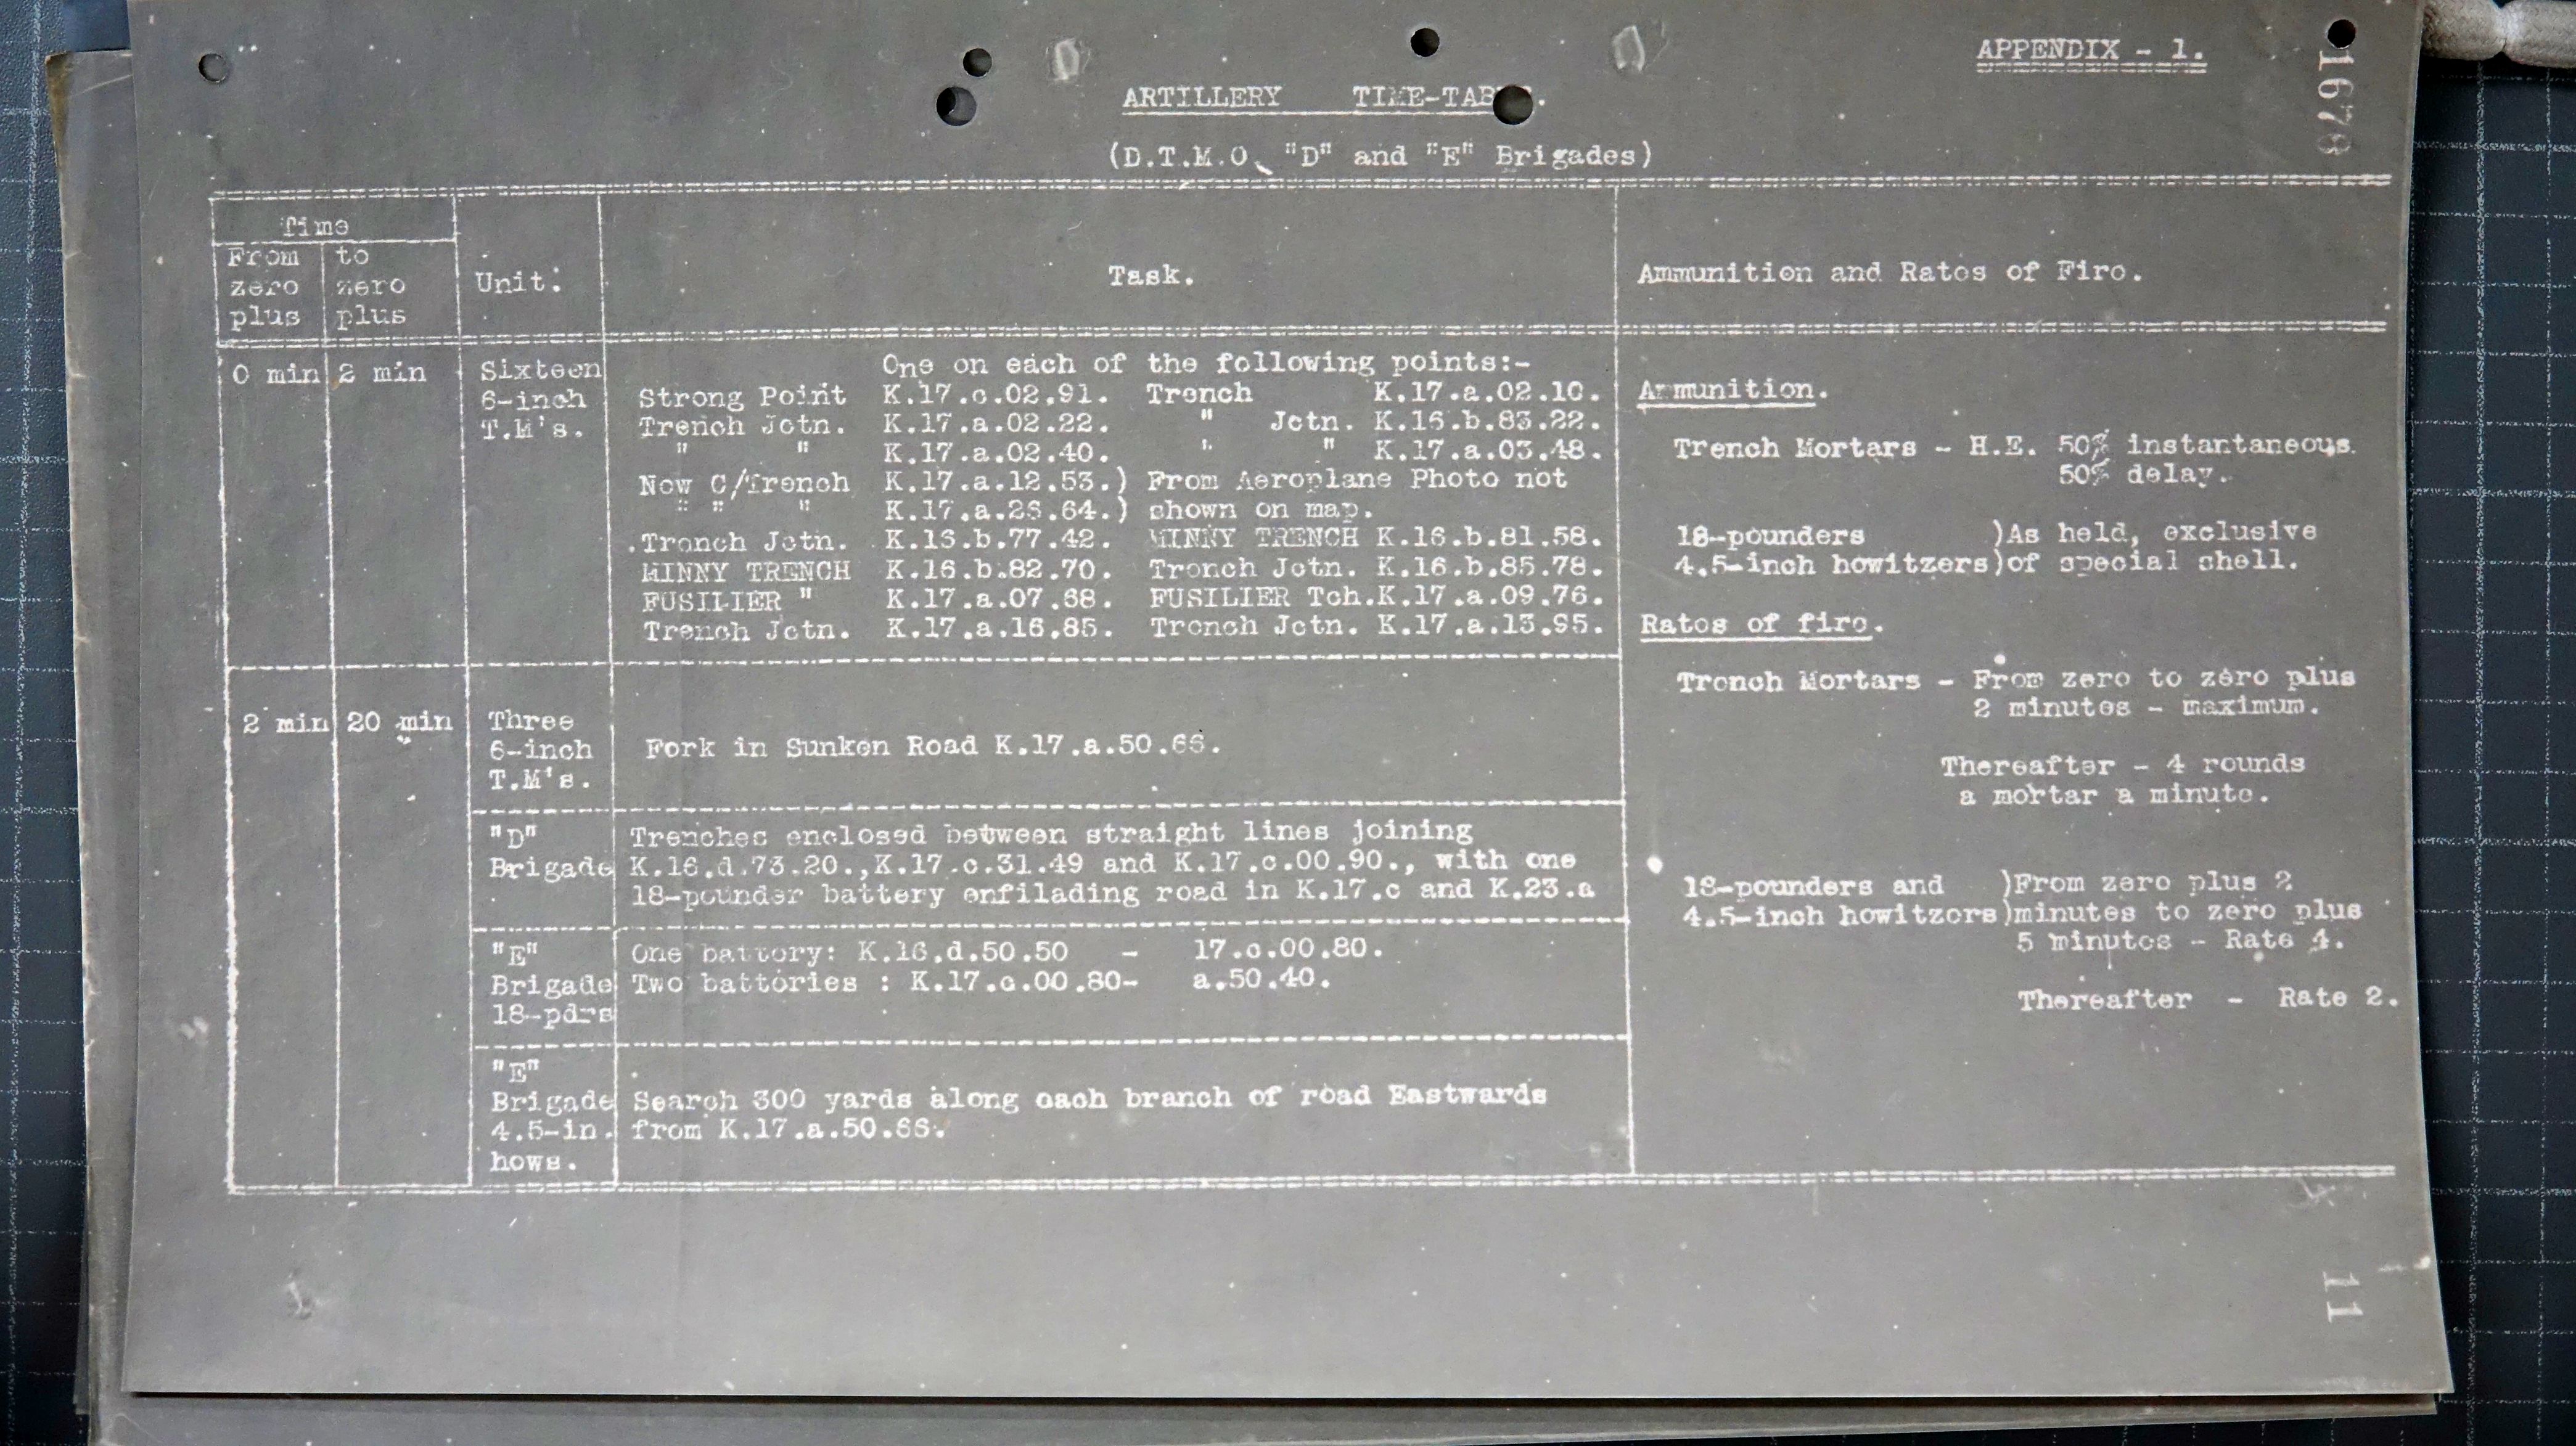 APPENDIX - 1.
1678
ARTILLERY TIME-TAB .
(D.T.M.O. "D" and "E" Brigades)
Time
From zero plus
to zero plus
Unit:
Task.
Ammunition and Rates of Fire.
0 min
2 min
Sixteen
6-inch
T.M's.
One on each of the following points:-
Strong Point K.17.c.02.91. Trench K.17.a.02.10.
Trench Jctn. K.17.a.02.22. " Jctn. K.16.b.83.22.
" " K.17.a.02.40. " " K.17.a.03.48.
New C/Trench K.17.a.12.53.) From Aeroplane Photo not
" " " K.17.a.26.64.) shown on map.
Trench Jctn. K.16.b.77.42. MINNY TRENCH K.16.b.81.58.
MINNY TRENCH K.16.b.82.70. Trench Jctn. K.16.b.85.78.
FUSILIER " K.17.a.07.68. FUSILIER Tch.K.17.a.09.76.
Trench Jctn. K.17.a.16.85. Trench Jctn. K.17.a.13.95.
2 min
20 min
Three
6-inch
T.M's.
Fork in Sunken Road K.17.a.50.66.
"D"
Brigade
Trenches enclosed between straight lines joining
K.16.d.73.20.,K.17.c.31.49 and K.17.c.00.90., with one
18-pounder battery enfilading road in K.17.c and K.23.a
"E"
Brigade
18-pdrs
One battery: K.16.d.50.50 - 17.c.00.80.
Two batteries : K.17.c.00.80- a.50.40.
"E"
Brigade
4.5-in.
hows.
Search 300 yards along each branch of road Eastwards
from K.17.a.50.66.
Ammunition.
Trench Mortars - H.E. 50% instantaneous.
50% delay.
18-pounders )As held, exclusive
4.5-inch howitzers)of special shell.
Rates of fire.
Trench Mortars - From zero to zero plus
2 minutes - maximum.
Thereafter - 4 rounds
a mortar a minute.
18-pounders and )From zero plus 2
4.5-inch howitzers)minutes to zero plus
5 minutes - Rate 4.
Thereafter - Rate 2.
11